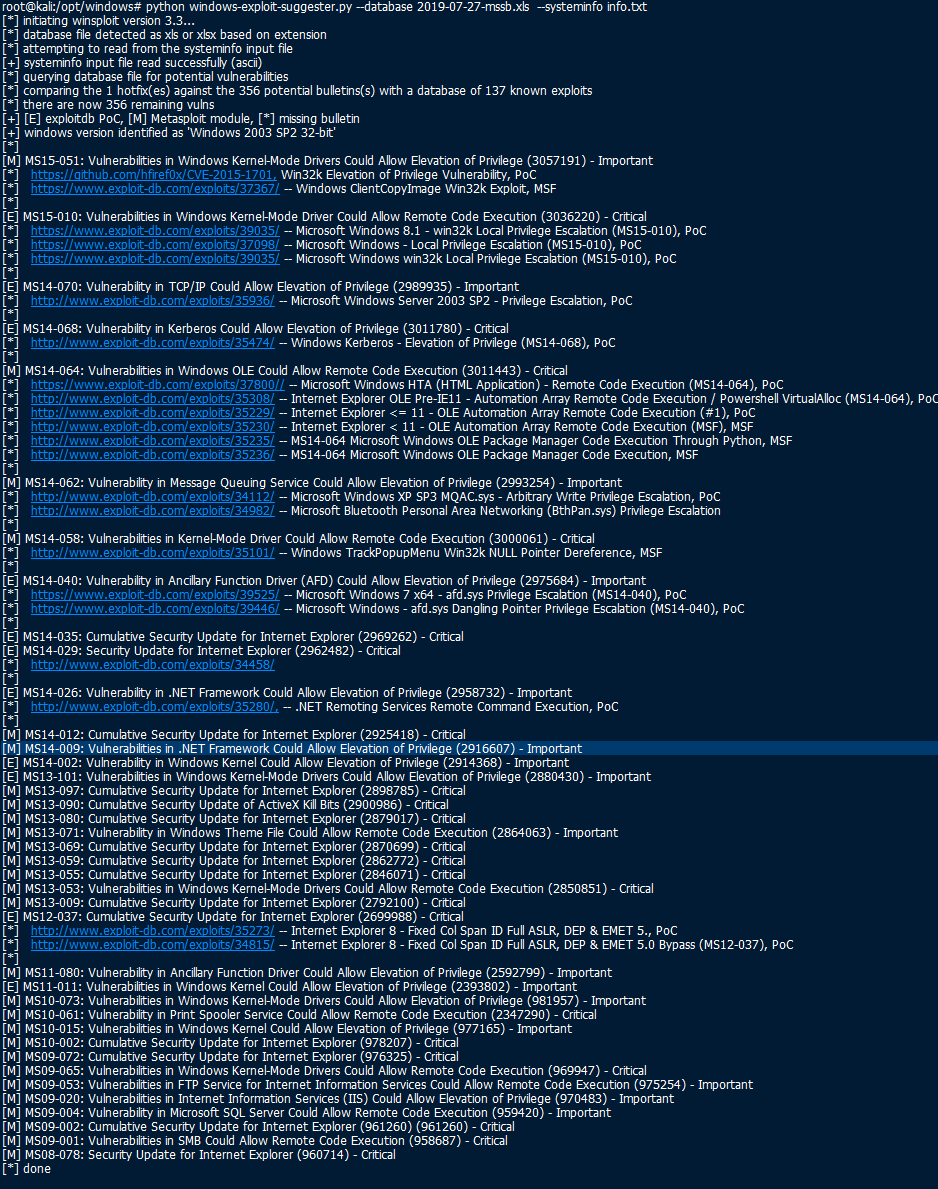 root@kali:/opt/windows# python windows-exploit-suggester.py --database 2019-07-27-mssb.xls --systeminfo info.txt
[*] initiating winsploit version 3.3...
[*] database file detected as xls or xlsx based on extension
[*] attempting to read from the systeminfo input file
[+] systeminfo input file read successfully (ascii)
[*] querying database file for potential vulnerabilities
[*] comparing the 1 hotfix(es) against the 356 potential bulletins(s) with a database of 137 known exploits
[*] there are now 356 remaining vulns
[+] [E] exploitdb PoC, [M] Metasploit module, [*] missing bulletin
[+] windows version identified as 'Windows 2003 SP2 32-bit'
[*]
[M] MS15-051: Vulnerabilities in Windows Kernel-Mode Drivers Could Allow Elevation of Privilege (3057191) - Important
[*] https://github.com/hfiref0x/CVE-2015-1701, Win32k Elevation of Privilege Vulnerability, PoC
[*] https://www.exploit-db.com/exploits/37367/ -- Windows ClientCopyImage Win32k Exploit, MSF
[*]
[E] MS15-010: Vulnerabilities in Windows Kernel-Mode Driver Could Allow Remote Code Execution (3036220) - Critical
[*] https://www.exploit-db.com/exploits/39035/ -- Microsoft Windows 8.1 - win32k Local Privilege Escalation (MS15-010), PoC
[*] https://www.exploit-db.com/exploits/37098/ -- Microsoft Windows - Local Privilege Escalation (MS15-010), PoC
[*] https://www.exploit-db.com/exploits/39035/ -- Microsoft Windows win32k Local Privilege Escalation (MS15-010), PoC
[*]
[E] MS14-070: Vulnerability in TCP/IP Could Allow Elevation of Privilege (2989935) - Important
[*] http://www.exploit-db.com/exploits/35936/ -- Microsoft Windows Server 2003 SP2 - Privilege Escalation, PoC
[*]
[E] MS14-068: Vulnerability in Kerberos Could Allow Elevation of Privilege (3011780) - Critical
[*] http://www.exploit-db.com/exploits/35474/ -- Windows Kerberos - Elevation of Privilege (MS14-068), PoC
[*]
[M] MS14-064: Vulnerabilities in Windows OLE Could Allow Remote Code Execution (3011443) - Critical
[*] https://www.exploit-db.com/exploits/37800// -- Microsoft Windows HTA (HTML Application) - Remote Code Execution (MS14-064), PoC
[*] http://www.exploit-db.com/exploits/35308/ -- Internet Explorer OLE Pre-IE11 - Automation Array Remote Code Execution / Powershell VirtualAlloc (MS14-064), PoC
[*] http://www.exploit-db.com/exploits/35229/ -- Internet Explorer <= 11 - OLE Automation Array Remote Code Execution (#1), PoC
[*] http://www.exploit-db.com/exploits/35230/ -- Internet Explorer < 11 - OLE Automation Array Remote Code Execution (MSF), MSF
[*] http://www.exploit-db.com/exploits/35235/ -- MS14-064 Microsoft Windows OLE Package Manager Code Execution Through Python, MSF
[*] http://www.exploit-db.com/exploits/35236/ -- MS14-064 Microsoft Windows OLE Package Manager Code Execution, MSF
[*]
[M] MS14-062: Vulnerability in Message Queuing Service Could Allow Elevation of Privilege (2993254) - Important
[*] http://www.exploit-db.com/exploits/34112/ -- Microsoft Windows XP SP3 MQAC.sys - Arbitrary Write Privilege Escalation, PoC
[*] http://www.exploit-db.com/exploits/34982/ -- Microsoft Bluetooth Personal Area Networking (BthPan.sys) Privilege Escalation
[*]
[M] MS14-058: Vulnerabilities in Kernel-Mode Driver Could Allow Remote Code Execution (3000061) - Critical
[*] http://www.exploit-db.com/exploits/35101/ -- Windows TrackPopupMenu Win32k NULL Pointer Dereference, MSF
[*]
[E] MS14-040: Vulnerability in Ancillary Function Driver (AFD) Could Allow Elevation of Privilege (2975684) - Important
[*] https://www.exploit-db.com/exploits/39525/ -- Microsoft Windows 7 x64 - afd.sys Privilege Escalation (MS14-040), PoC
[*] https://www.exploit-db.com/exploits/39446/ -- Microsoft Windows - afd.sys Dangling Pointer Privilege Escalation (MS14-040), PoC
[*]
[E] MS14-035: Cumulative Security Update for Internet Explorer (2969262) - Critical
[E] MS14-029: Security Update for Internet Explorer (2962482) - Critical
[*] http://www.exploit-db.com/exploits/34458/
[*]
[E] MS14-026: Vulnerability in .NET Framework Could Allow Elevation of Privilege (2958732) - Important
[*] http://www.exploit-db.com/exploits/35280/, -- .NET Remoting Services Remote Command Execution, PoC
[*]
[M] MS14-012: Cumulative Security Update for Internet Explorer (2925418) - Critical
[M] MS14-009: Vulnerabilities in .NET Framework Could Allow Elevation of Privilege (2916607) - Important
[E] MS14-002: Vulnerability in Windows Kernel Could Allow Elevation of Privilege (2914368) - Important
[E] MS13-101: Vulnerabilities in Windows Kernel-Mode Drivers Could Allow Elevation of Privilege (2880430) - Important
[M] MS13-097: Cumulative Security Update for Internet Explorer (2898785) - Critical
[M] MS13-090: Cumulative Security Update of ActiveX Kill Bits (2900986) - Critical
[M] MS13-080: Cumulative Security Update for Internet Explorer (2879017) - Critical
[M] MS13-071: Vulnerability in Windows Theme File Could Allow Remote Code Execution (2864063) - Important
[M] MS13-069: Cumulative Security Update for Internet Explorer (2870699) - Critical
[M] MS13-059: Cumulative Security Update for Internet Explorer (2862772) - Critical
[M] MS13-055: Cumulative Security Update for Internet Explorer (2846071) - Critical
[M] MS13-053: Vulnerabilities in Windows Kernel-Mode Drivers Could Allow Remote Code Execution (2850851) - Critical
[M] MS13-009: Cumulative Security Update for Internet Explorer (2792100) - Critical
[E] MS12-037: Cumulative Security Update for Internet Explorer (2699988) - Critical
[*] http://www.exploit-db.com/exploits/35273/ -- Internet Explorer 8 - Fixed Col Span ID Full ASLR, DEP & EMET 5., PoC
[*] http://www.exploit-db.com/exploits/34815/ -- Internet Explorer 8 - Fixed Col Span ID Full ASLR, DEP & EMET 5.0 Bypass (MS12-037), PoC
[*]
[M] MS11-080: Vulnerability in Ancillary Function Driver Could Allow Elevation of Privilege (2592799) - Important
[E] MS11-011: Vulnerabilities in Windows Kernel Could Allow Elevation of Privilege (2393802) - Important
[M] MS10-073: Vulnerabilities in Windows Kernel-Mode Drivers Could Allow Elevation of Privilege (981957) - Important
[M] MS10-061: Vulnerability in Print Spooler Service Could Allow Remote Code Execution (2347290) - Critical
[M] MS10-015: Vulnerabilities in Windows Kernel Could Allow Elevation of Privilege (977165) - Important
[M] MS10-002: Cumulative Security Update for Internet Explorer (978207) - Critical
[M] MS09-072: Cumulative Security Update for Internet Explorer (976325) - Critical
[M] MS09-065: Vulnerabilities in Windows Kernel-Mode Drivers Could Allow Remote Code Execution (969947) - Critical
[M] MS09-053: Vulnerabilities in FTP Service for Internet Information Services Could Allow Remote Code Execution (975254) - Important
[M] MS09-020: Vulnerabilities in Internet Information Services (IIS) Could Allow Elevation of Privilege (970483) - Important
[M] MS09-004: Vulnerability in Microsoft SQL Server Could Allow Remote Code Execution (959420) - Important
[M] MS09-002: Cumulative Security Update for Internet Explorer (961260) (961260) - Critical
[M] MS09-001: Vulnerabilities in SMB Could Allow Remote Code Execution (958687) - Critical
[M] MS08-078: Security Update for Internet Explorer (960714) - Critical
[*] done